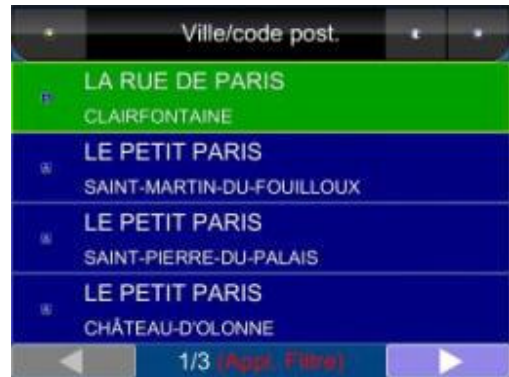 Ville/code post.
LA RUE DE PARIS
CLAIRFONTAINE
LE PETIT PARIS
SAINT-MARTIN-DU-FOUILLOUX
LE PETIT PARIS
SAINT-PIERRE-DU-PALAIS
LE PETIT PARIS
CHÂTEAU-D'OLONNE
1/3 (Appl. Filtre)